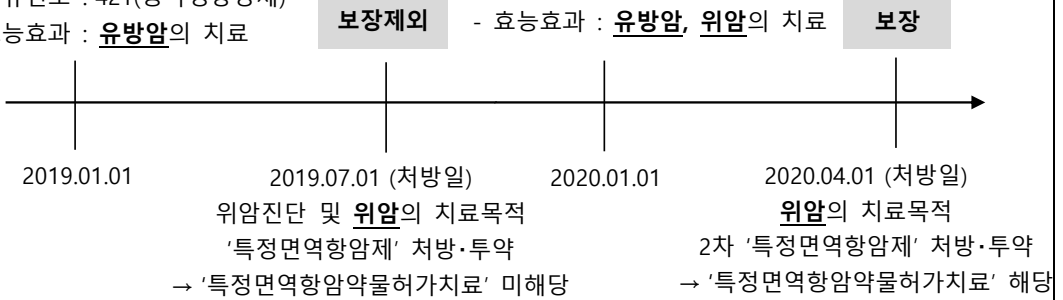 능효과 : 유방암의 치료
보장제외
- 효능효과 : 유방암, 위암의 치료
보장
2019.01.01
2019.07.01 (처방일)
위암진단 및 위암의 치료목적
'특정면역항암제' 처방·투약
→ '특정면역항암약물허가치료' 미해당
2020.01.01
2020.04.01 (처방일)
위암의 치료목적
2차 '특정면역항암제' 처방·투약
→ '특정면역항암약물허가치료' 해당